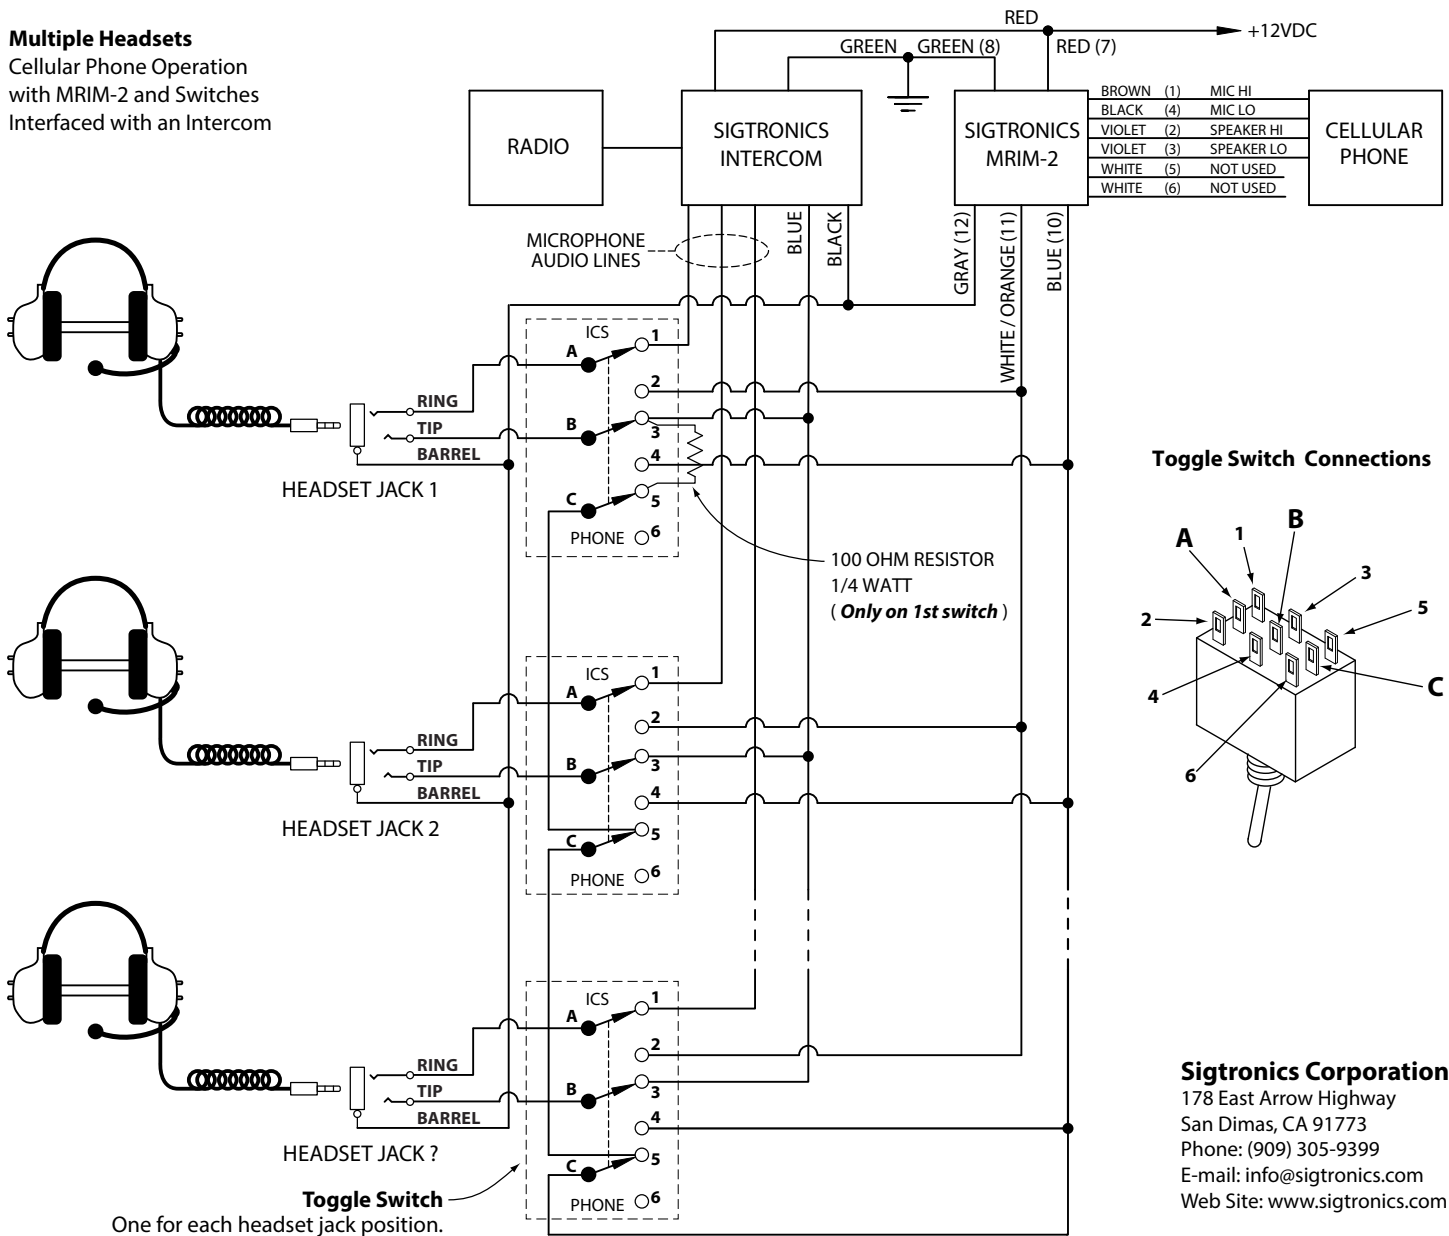 Multiple Headsets
Cellular Phone Operation
with MRIM-2 and Switches
Interfaced with an Intercom
RED
+12VDC
GREEN
GREEN (8)
RED (7)
RADIO
SIGTRONICS
INTERCOM
SIGTRONICS
MRIM-2
BROWN (1) MIC HI
BLACK (4) MIC LO
VIOLET (2) SPEAKER HI
VIOLET (3) SPEAKER LO
WHITE (5) NOT USED
WHITE (6) NOT USED
CELLULAR
PHONE
MICROPHONE
AUDIO LINES
BLUE
BLACK
GRAY (12)
WHITE / ORANGE (11)
BLUE (10)
ICS
1
A
2
RING
B
3
TIP
BARREL
4
HEADSET JACK 1
C
5
PHONE
6
100 OHM RESISTOR
1/4 WATT
( Only on 1st switch )
Toggle Switch Connections
A
1
B
3
2
5
4
C
6
ICS
1
A
2
RING
B
3
TIP
BARREL
4
HEADSET JACK 2
C
5
PHONE
6
ICS
1
A
2
RING
B
3
TIP
BARREL
4
HEADSET JACK ?
C
5
PHONE
6
Toggle Switch
One for each headset jack position.
Sigtronics Corporation
178 East Arrow Highway
San Dimas, CA 91773
Phone: (909) 305-9399
E-mail: info@sigtronics.com
Web Site: www.sigtronics.com